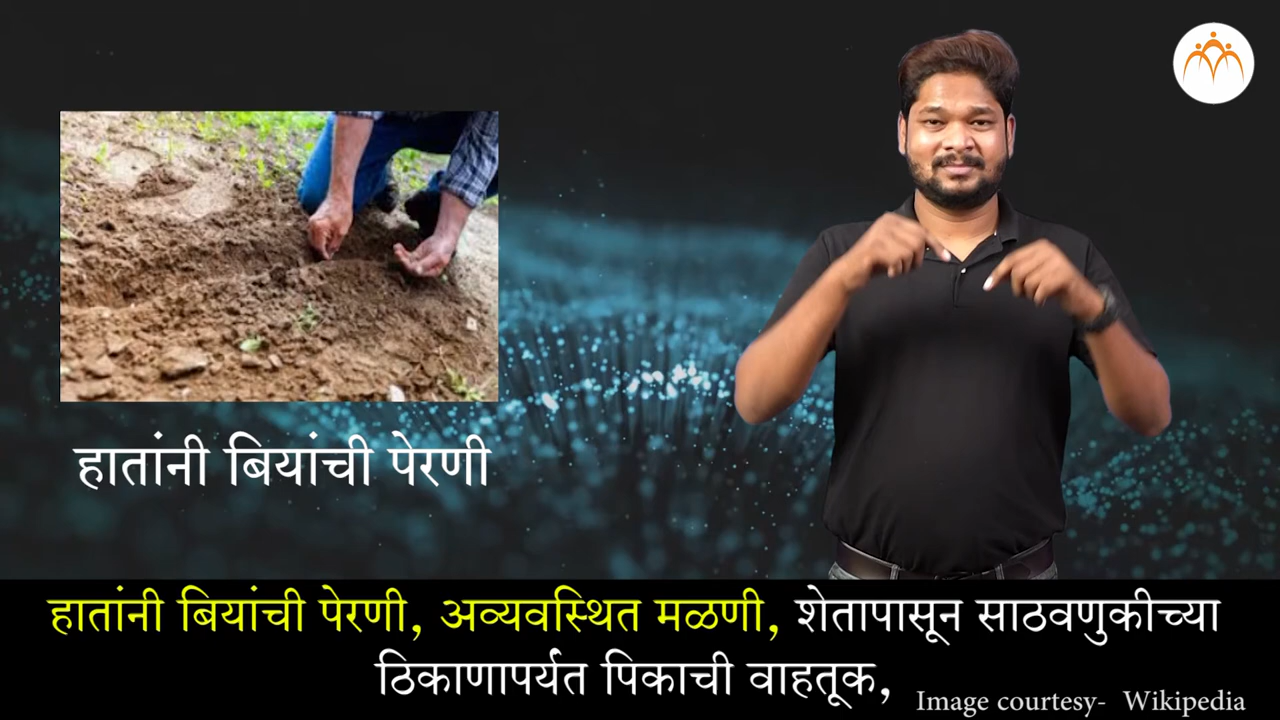 हातांनी बियांची पेरणी
हातांनी बियांची पेरणी, अव्यवस्थित मळणी, शेतापासून साठवणुकीच्या
ठिकाणापर्यंत पिकाची वाहतूक,
Image courtesy- Wikipedia